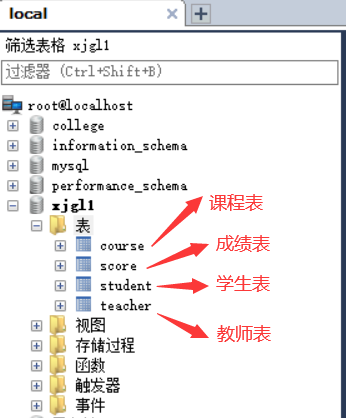 local
筛选表格 xjgl1
过滤器 (Ctrl+Shift+B)
root@localhost
college
information_schema
mysql
performance_schema
xjgl1
表
course
课程表
score
成绩表
student
学生表
teacher
教师表
视图
存储过程
函数
触发器
事件